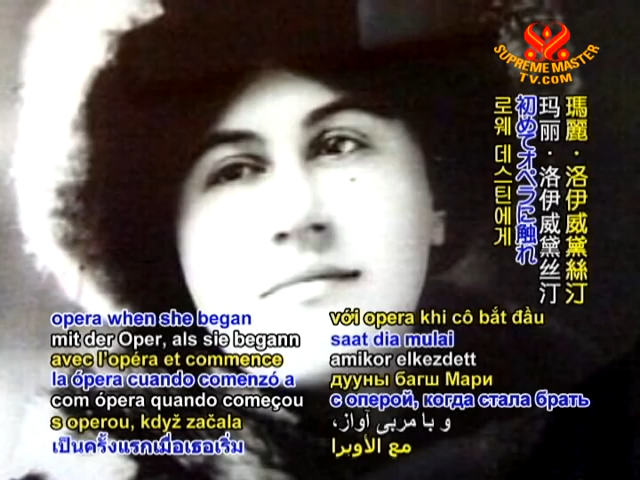 SUPREME MASTER
TV.COM
瑪麗·洛伊威黛絲汀
玛丽·洛伊威黛丝汀
初めてオペラに触れ
로웨 데스틴에게
opera when she began
mit der Oper, als sie begann
avec l'opéra et commence
la ópera cuando comenzó a
com ópera quando começou
s operou, když začala
เป็นครั้งแรกเมื่อเธอเริ่ม
với opera khi cô bắt đầu
saat dia mulai
amikor elkezdett
дууны багш Мари
с оперой, когда стала брать
و با مربی آواز،
مع الأوبرا